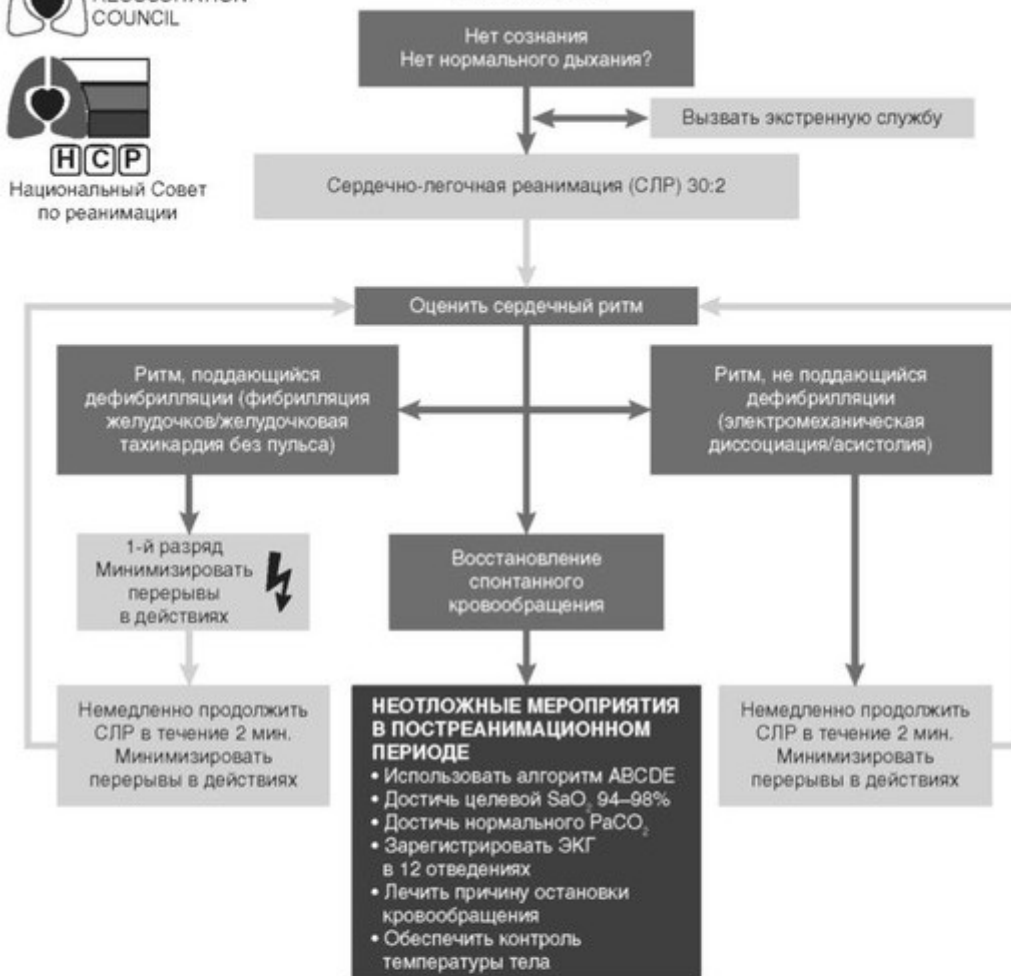 COUNCIL
НСР
Национальный Совет
по реанимации
Нет сознания
Нет нормального дыхания?
Вызвать экстренную службу
Сердечно-легочная реанимация (СЛР) 30:2
Оценить сердечный ритм
Ритм, поддающийся
дефибрилляции (фибрилляция
желудочков/желудочковая
тахикардия без пульса)
Ритм, не поддающийся
дефибрилляции
(электромеханическая
диссоциация/асистолия)
1-й разряд
Минимизировать
перерывы
в действиях
Восстановление
спонтанного
кровообращения
Немедленно продолжить
СЛР в течение 2 мин.
Минимизировать
перерывы в действиях
НЕОТЛОЖНЫЕ МЕРОПРИЯТИЯ
В ПОСТРЕАНИМАЦИОННОМ
ПЕРИОДЕ
• Использовать алгоритм ABCDE
• Достичь целевой SaO₂ 94–98%
• Достичь нормального PaCO₂
• Зарегистрировать ЭКГ
в 12 отведениях
• Лечить причину остановки
кровообращения
• Обеспечить контроль
температуры тела
Немедленно продолжить
СЛР в течение 2 мин.
Минимизировать
перерывы в действиях